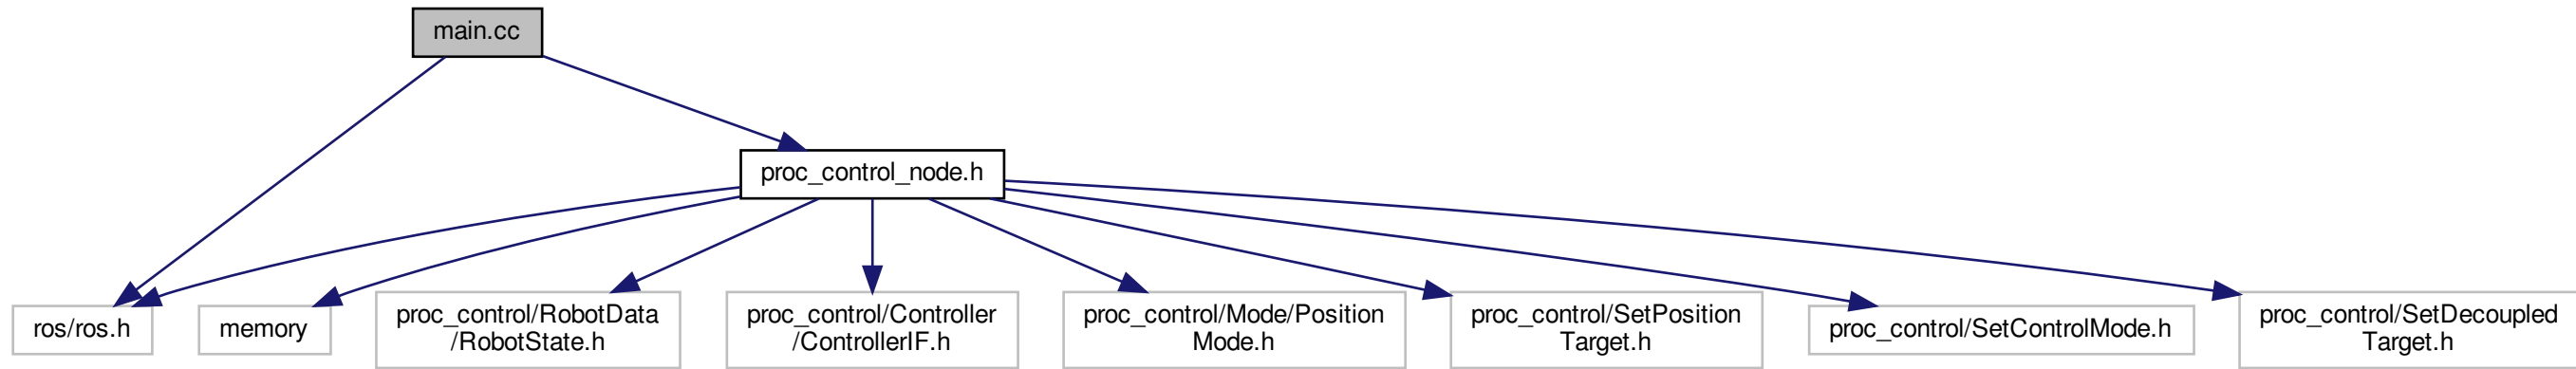 main.cc
proc_control_node.h
ros/ros.h
memory
proc_control/RobotData
/RobotState.h
proc_control/Controller
/ControllerIF.h
proc_control/Mode/Position
Mode.h
proc_control/SetPosition
Target.h
proc_control/SetControlMode.h
proc_control/SetDecoupled
Target.h